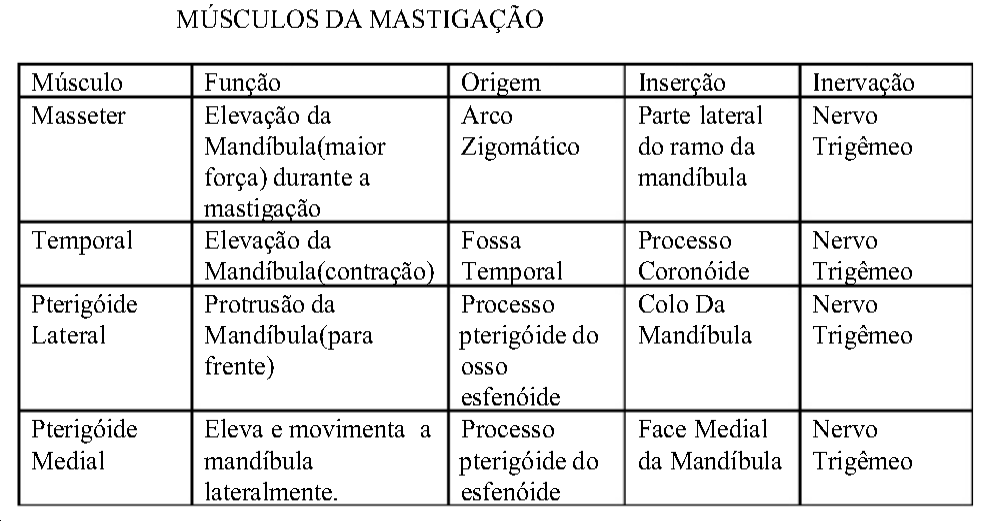 MÚSCULOS DA MASTIGAÇÃO
Músculo Função Origem Inserção Inervação
Masseter Elevação da Arco Parte lateral Nervo
Mandíbula(maior Zigomático do ramo da Trigêmeo
força) durante a mandíbula
mastigação
Temporal Elevação da Fossa Processo Nervo
Mandíbula(contração) Temporal Coronóide Trigêmeo
Pterigóide Protrusão da Processo Colo Da Nervo
Lateral Mandíbula(para pterigóide do Mandíbula Trigêmeo
frente) osso
esfenóide
Pterigóide Eleva e movimenta a Processo Face Medial Nervo
Medial mandíbula pterigóide do da Mandíbula Trigêmeo
lateralmente. esfenóide